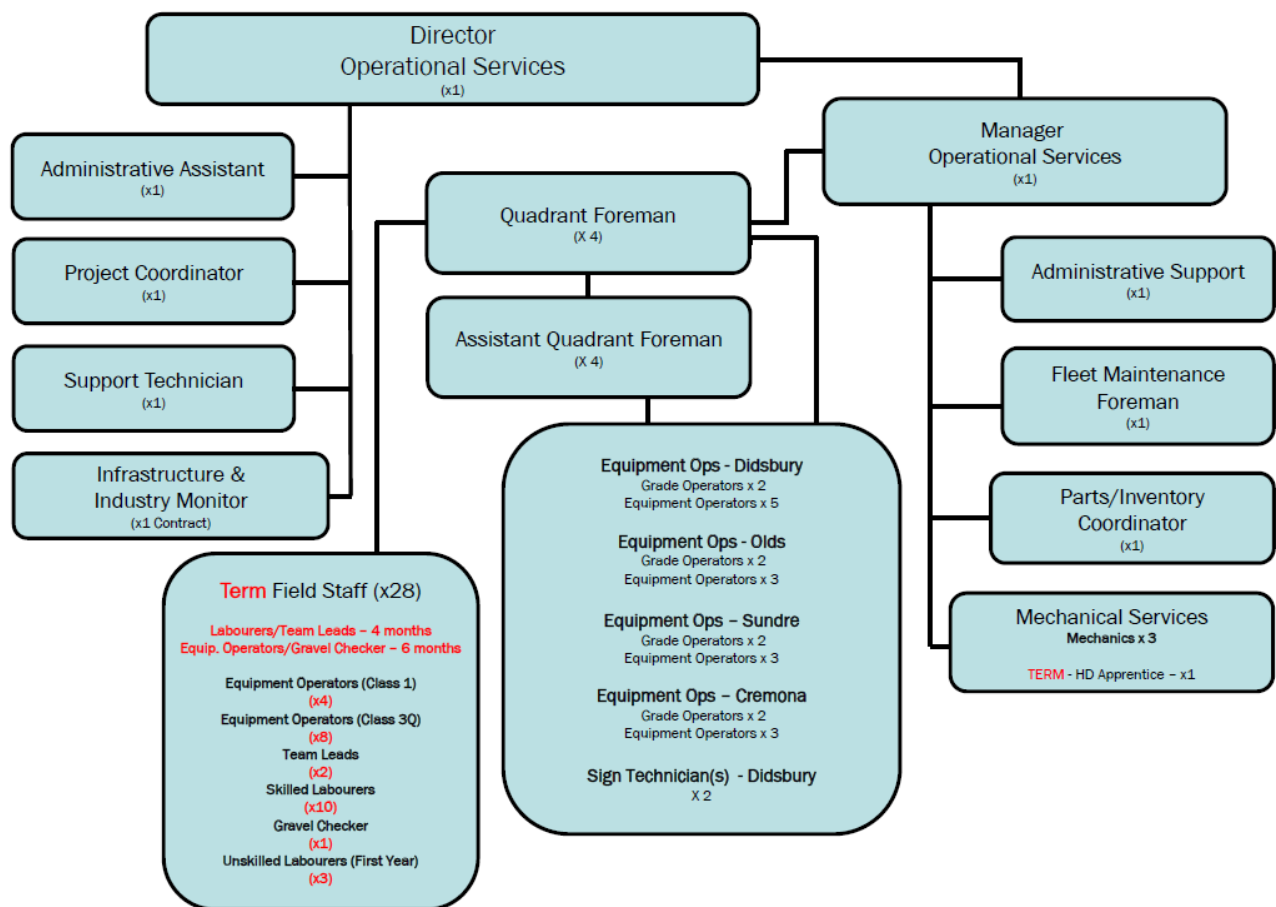 Director
Operational Services
(x1)
Manager
Operational Services
(x1)
Administrative Assistant
(x1)
Project Coordinator
(x1)
Support Technician
(x1)
Infrastructure &
Industry Monitor
(x1 Contract)
Quadrant Foreman
(X 4)
Assistant Quadrant Foreman
(X 4)
Administrative Support
(x1)
Fleet Maintenance
Foreman
(x1)
Parts/Inventory
Coordinator
(x1)
Mechanical Services
Mechanics x 3
TERM - HD Apprentice – x1
Term Field Staff (x28)
Labourers/Team Leads – 4 months
Equip. Operators/Gravel Checker – 6 months
Equipment Operators (Class 1)
(x4)
Equipment Operators (Class 3Q)
(x8)
Team Leads
(x2)
Skilled Labourers
(x10)
Gravel Checker
(x1)
Unskilled Labourers (First Year)
(x3)
Equipment Ops - Didsbury
Grade Operators x 2
Equipment Operators x 5
Equipment Ops - Olds
Grade Operators x 2
Equipment Operators x 3
Equipment Ops – Sundre
Grade Operators x 2
Equipment Operators x 3
Equipment Ops – Cremona
Grade Operators x 2
Equipment Operators x 3
Sign Technician(s) - Didsbury
X 2